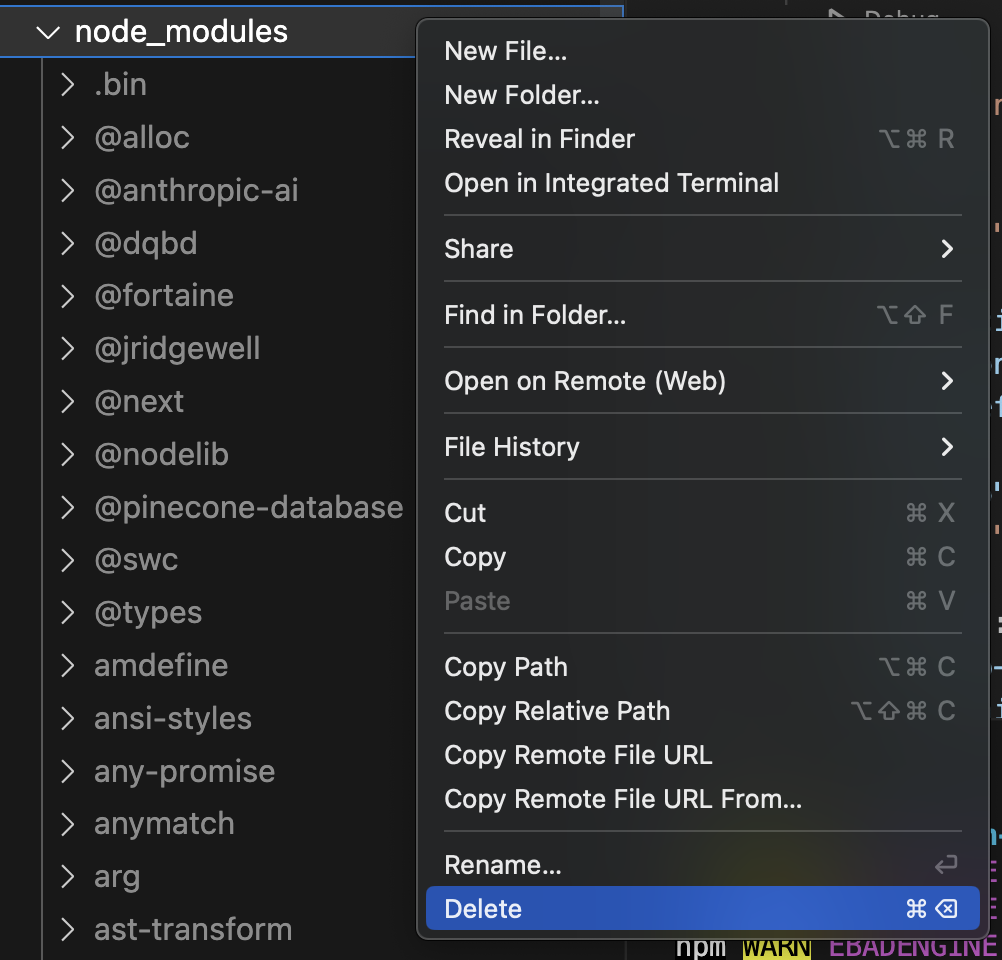 node_modules
.bin
@alloc
@anthropic-ai
@dqbd
@fortaine
@jridgewell
@next
@nodelib
@pinecone-database
@swc
@types
amdefine
ansi-styles
any-promise
anymatch
arg
ast-transform
Debug
New File...
New Folder...
Reveal in Finder ⌥⌘ R
Open in Integrated Terminal
Share
Find in Folder... ⌥⇧ F
Open on Remote (Web)
File History
Cut ⌘ X
Copy ⌘ C
Paste ⌘ V
Copy Path ⌥⌘ C
Copy Relative Path ⌥⇧⌘ C
Copy Remote File URL
Copy Remote File URL From...
Rename... ↩
Delete ⌘⌫
npm WARN EBADENGINE